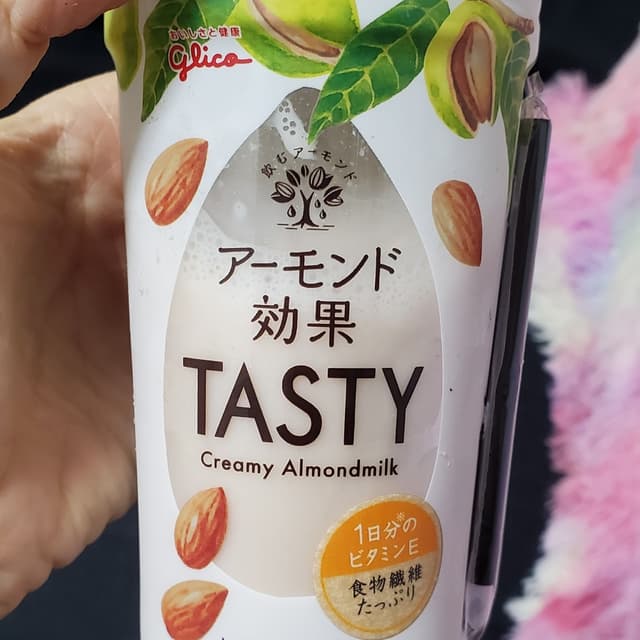 おいしさと健康
glico
飲むアーモンド
アーモンド
効果
TASTY
Creamy Almondmilk
1日分※の
ビタミンE
食物繊維
たっぷり